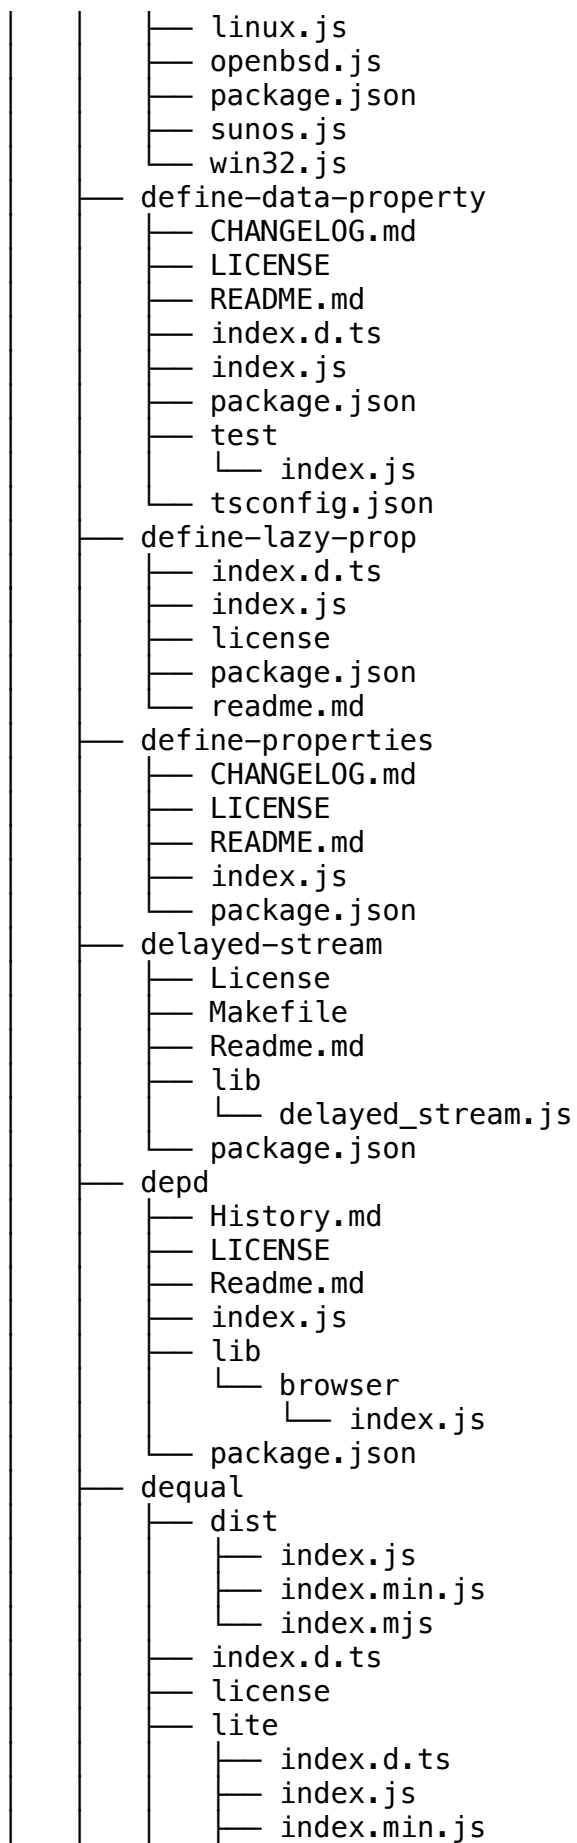 │   │   │   ├── linux.js
│   │   │   ├── openbsd.js
│   │   │   ├── package.json
│   │   │   ├── sunos.js
│   │   │   └── win32.js
│   │   ├── define-data-property
│   │   │   ├── CHANGELOG.md
│   │   │   ├── LICENSE
│   │   │   ├── README.md
│   │   │   ├── index.d.ts
│   │   │   ├── index.js
│   │   │   ├── package.json
│   │   │   ├── test
│   │   │   │   └── index.js
│   │   │   └── tsconfig.json
│   │   ├── define-lazy-prop
│   │   │   ├── index.d.ts
│   │   │   ├── index.js
│   │   │   ├── license
│   │   │   ├── package.json
│   │   │   └── readme.md
│   │   ├── define-properties
│   │   │   ├── CHANGELOG.md
│   │   │   ├── LICENSE
│   │   │   ├── README.md
│   │   │   ├── index.js
│   │   │   └── package.json
│   │   ├── delayed-stream
│   │   │   ├── License
│   │   │   ├── Makefile
│   │   │   ├── Readme.md
│   │   │   ├── lib
│   │   │   │   └── delayed_stream.js
│   │   │   └── package.json
│   │   ├── depd
│   │   │   ├── History.md
│   │   │   ├── LICENSE
│   │   │   ├── Readme.md
│   │   │   ├── index.js
│   │   │   ├── lib
│   │   │   │   └── browser
│   │   │   │       └── index.js
│   │   │   └── package.json
│   │   ├── dequal
│   │   │   ├── dist
│   │   │   │   ├── index.js
│   │   │   │   ├── index.min.js
│   │   │   │   └── index.mjs
│   │   │   ├── index.d.ts
│   │   │   ├── license
│   │   │   ├── lite
│   │   │   │   ├── index.d.ts
│   │   │   │   ├── index.js
│   │   │   │   ├── index.min.js